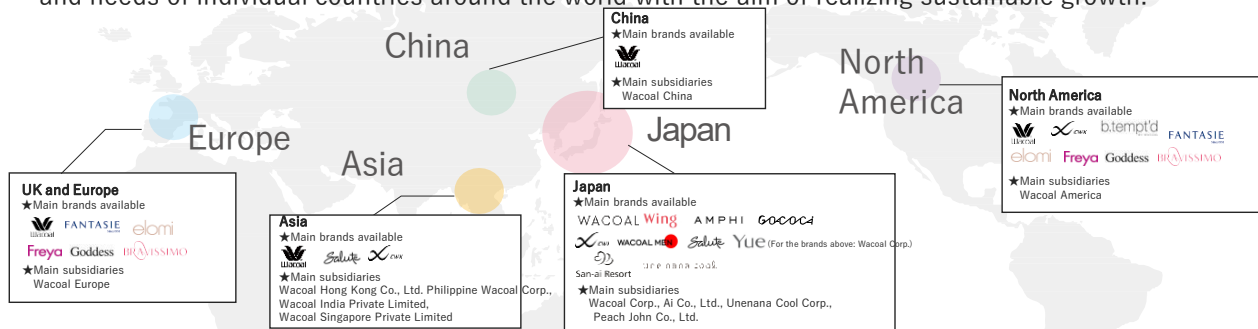 and needs of individual countries around the world with the aim of realizing sustainable growth.
China
Europe
Asia
Japan
North
America
China
★Main brands available
Wacoal
★Main subsidiaries
Wacoal China
North America
★Main brands available
Wacoal CWX b.tempt'd FANTASIE
elomi Freya Goddess BRAVISSIMO
★Main subsidiaries
Wacoal America
UK and Europe
★Main brands available
Wacoal FANTASIE elomi
Freya Goddess BRAVISSIMO
★Main subsidiaries
Wacoal Europe
Asia
★Main brands available
Wacoal Salute CWX
★Main subsidiaries
Wacoal Hong Kong Co., Ltd. Philippine Wacoal Corp.,
Wacoal India Private Limited,
Wacoal Singapore Private Limited
Japan
★Main brands available
WACOAL Wing AMPHI GOCOCi
CWX WACOAL MEN Salute Yue (For the brands above: Wacoal Corp.)
San-ai Resort une nana cool
★Main subsidiaries
Wacoal Corp., Ai Co., Ltd., Unenana Cool Corp.,
Peach John Co., Ltd.